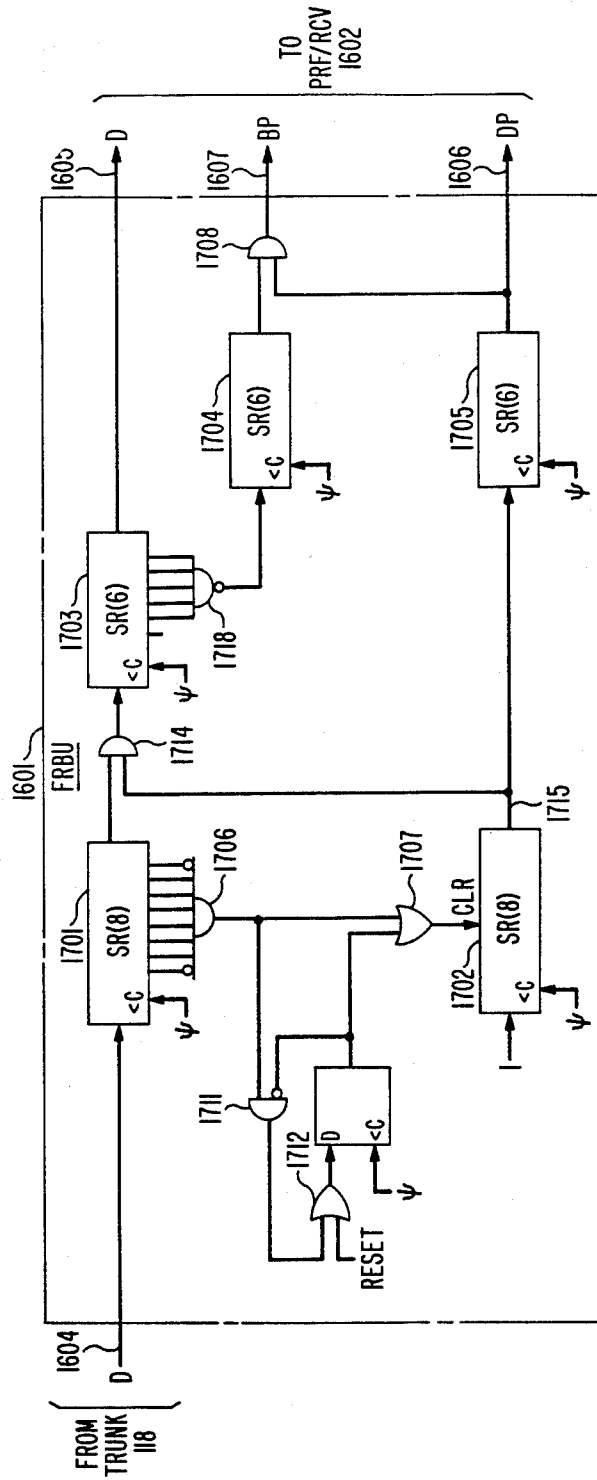 1601
FRBU
FROM
TRUNK
118
1604
D
1701
SR(8)
<C
Ψ
1706
1714
1703
SR(6)
<C
Ψ
1718
1605
D
1704
SR(6)
<C
Ψ
1708
1607
BP
TO
PRF/RCV
1602
1711
1712
RESET
D
<C
Ψ
1707
CLR
1702
SR(8)
<C
1
Ψ
1715
1705
SR(6)
<C
Ψ
1606
DP